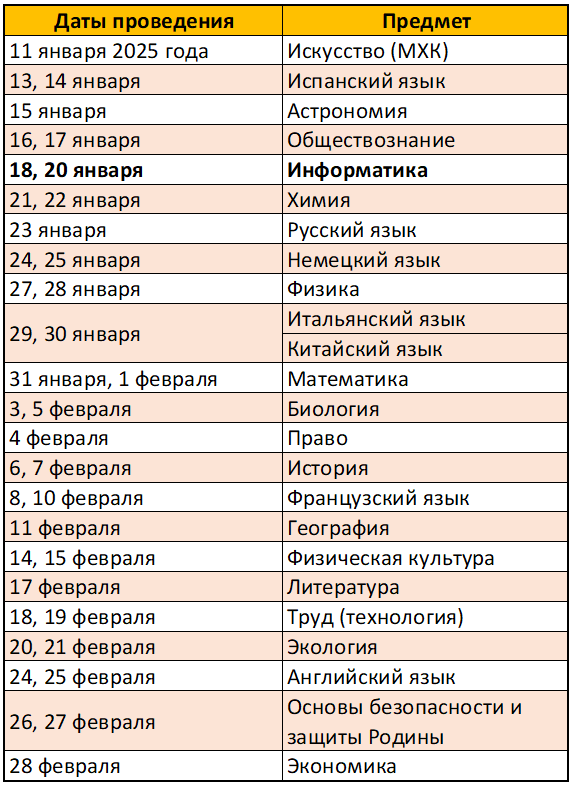 Даты проведения Предмет
11 января 2025 года Искусство (МХК)
13, 14 января Испанский язык
15 января Астрономия
16, 17 января Обществознание
18, 20 января Информатика
21, 22 января Химия
23 января Русский язык
24, 25 января Немецкий язык
27, 28 января Физика
29, 30 января Итальянский язык
Китайский язык
31 января, 1 февраля Математика
3, 5 февраля Биология
4 февраля Право
6, 7 февраля История
8, 10 февраля Французский язык
11 февраля География
14, 15 февраля Физическая культура
17 февраля Литература
18, 19 февраля Труд (технология)
20, 21 февраля Экология
24, 25 февраля Английский язык
26, 27 февраля Основы безопасности и
защиты Родины
28 февраля Экономика